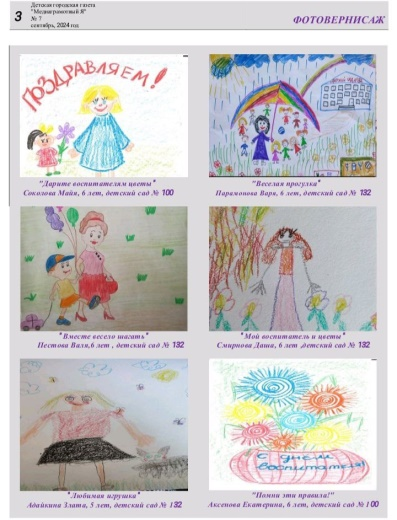 3
Детская городская газета
"Медиаграмотный Я"
№ 7
сентябрь, 2024 год
ФОТОВЕРНИСАЖ
ПОЗДРАВЛЯЕМ!
"Дарите воспитателям цветы"
Соколова Майя, 6 лет, детский сад № 100
"Веселая прогулка"
Парамонова Варя, 6 лет, детский сад № 132
"Вместе весело шагать"
Пестова Валя,6 лет , детский сад № 132
"Мой воспитатель и цветы"
Смирнова Даша, 6 лет ,детский сад № 132
С днем
воспитателя!
"Любимая игрушка"
Адайкина Злата, 5 лет, детский сад № 132
"Помни эти правила!"
Аксенова Екатерина, 6 лет, детский сад № 100